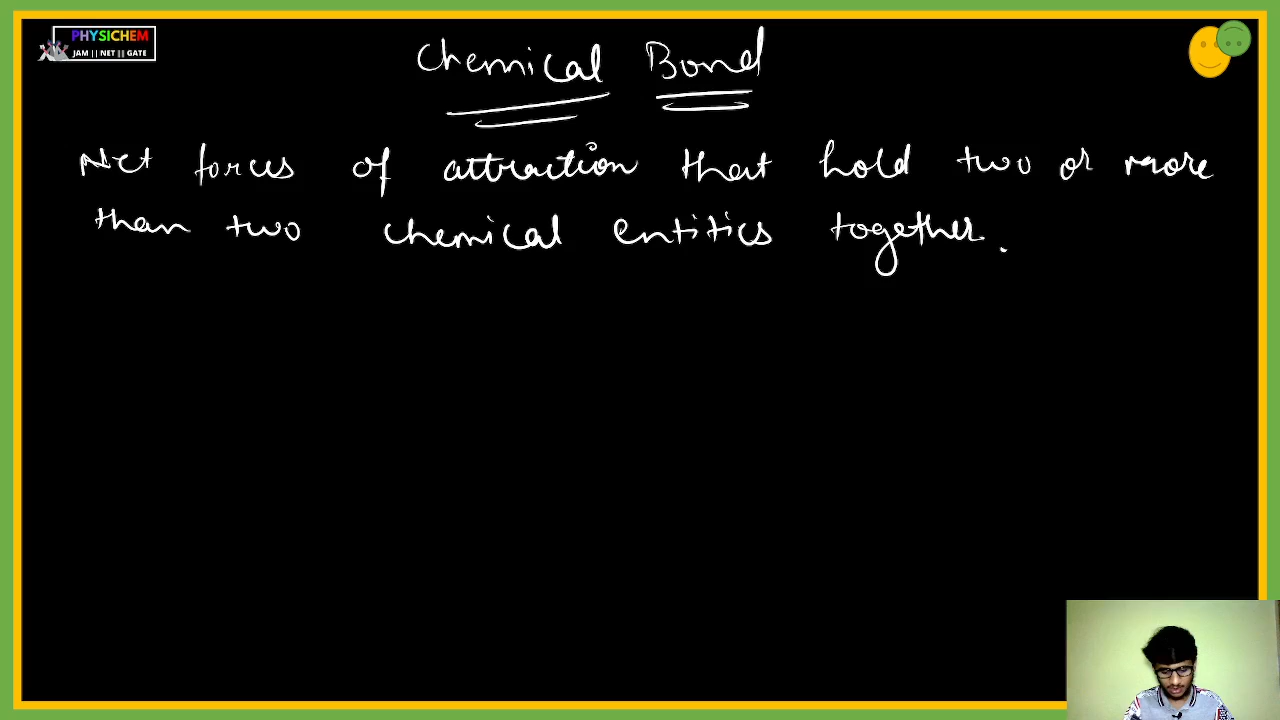 PHYSICHEM
JAM || NET || GATE
Chemical Bond
Net forces of attraction that hold two or more
than two chemical entities together.